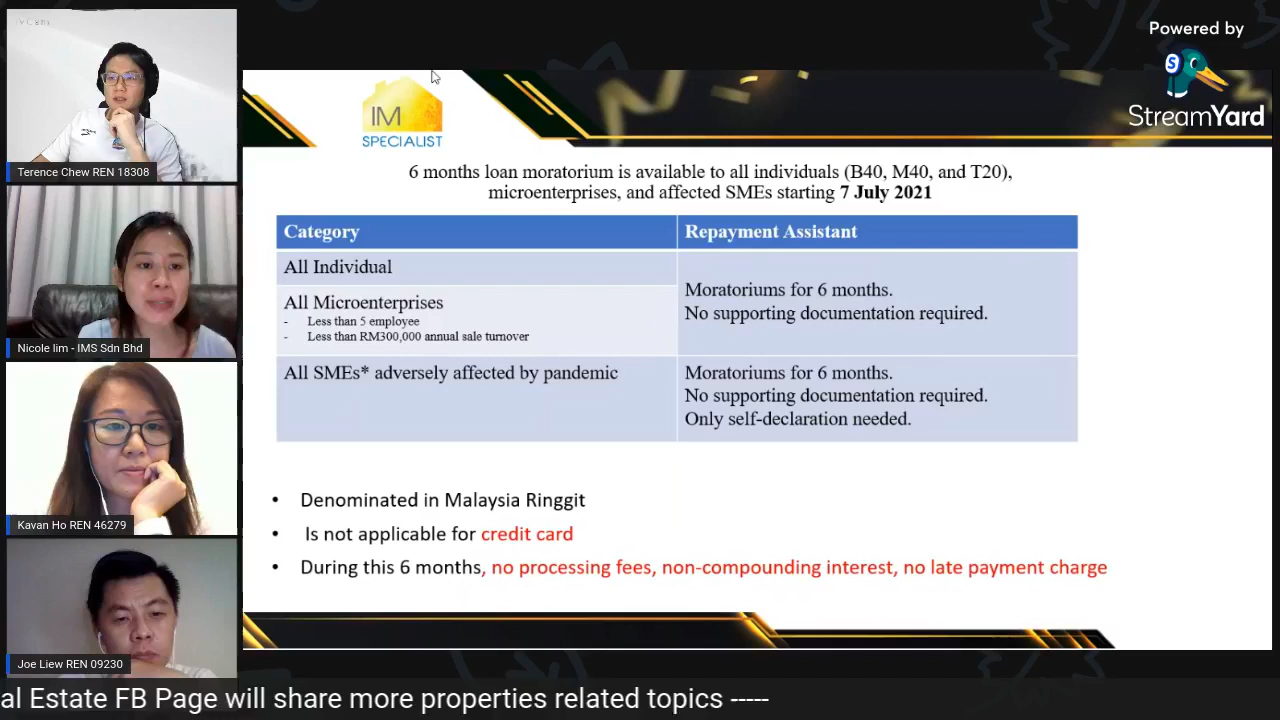 Terence Chew REN 18308
Nicole lim - IMS Sdn Bhd
Kavan Ho REN 46279
Joe Liew REN 09230
Powered by
S
StreamYard
IM
SPECIALIST
6 months loan moratorium is available to all individuals (B40, M40, and T20),
microenterprises, and affected SMEs starting 7 July 2021
Category
Repayment Assistant
All Individual
All Microenterprises
- Less than 5 employee
- Less than RM300,000 annual sale turnover
Moratoriums for 6 months.
No supporting documentation required.
All SMEs* adversely affected by pandemic
Moratoriums for 6 months.
No supporting documentation required.
Only self-declaration needed.
• Denominated in Malaysia Ringgit
• Is not applicable for credit card
• During this 6 months, no processing fees, non-compounding interest, no late payment charge
al Estate FB Page will share more properties related topics -----